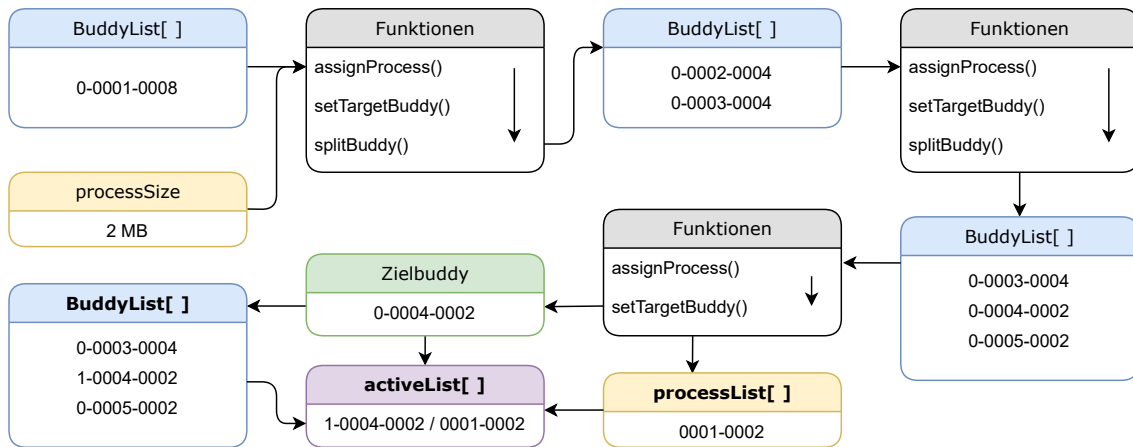 BuddyList[ ]
0-0001-0008
processSize
2 MB
Funktionen
assignProcess()
setTargetBuddy()
splitBuddy()
BuddyList[ ]
0-0002-0004
0-0003-0004
Funktionen
assignProcess()
setTargetBuddy()
splitBuddy()
BuddyList[ ]
0-0003-0004
0-0004-0002
0-0005-0002
Funktionen
assignProcess()
setTargetBuddy()
Zielbuddy
0-0004-0002
BuddyList[ ]
0-0003-0004
1-0004-0002
0-0005-0002
activeList[ ]
1-0004-0002 / 0001-0002
processList[ ]
0001-0002